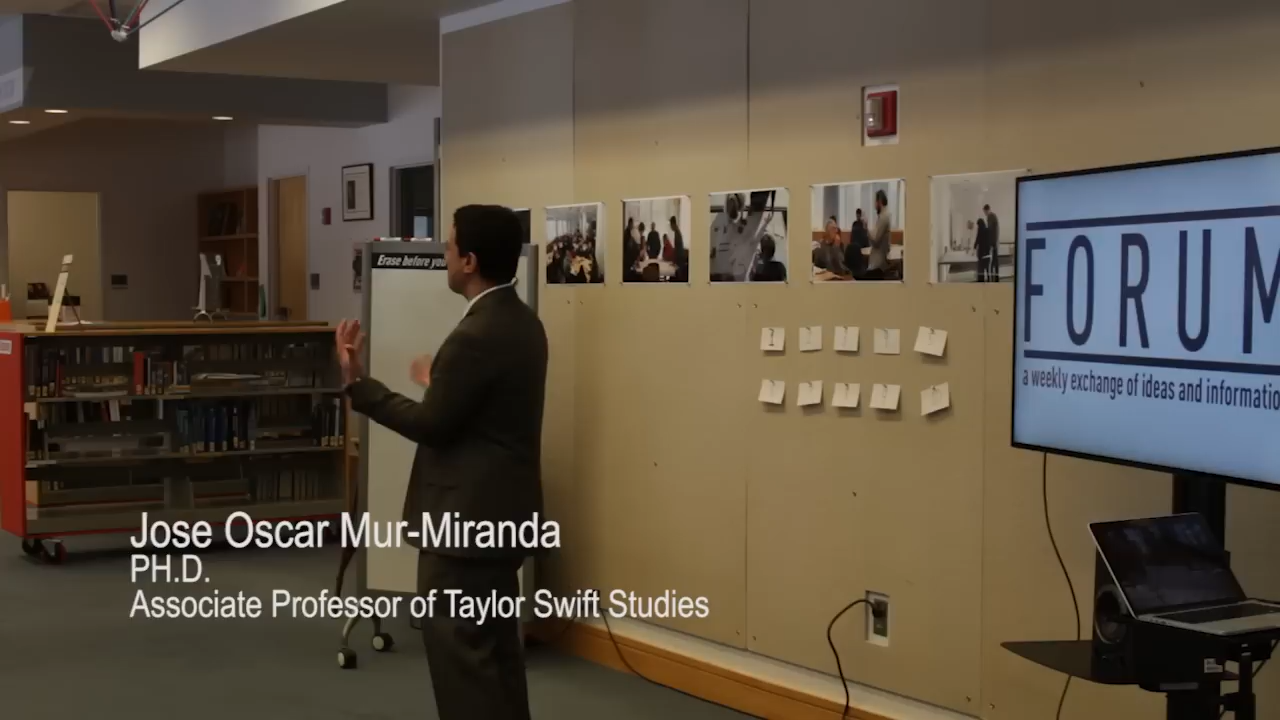 Erase before you
FORUM
a weekly exchange of ideas and informatio
Jose Oscar Mur-Miranda
PH.D.
Associate Professor of Taylor Swift Studies